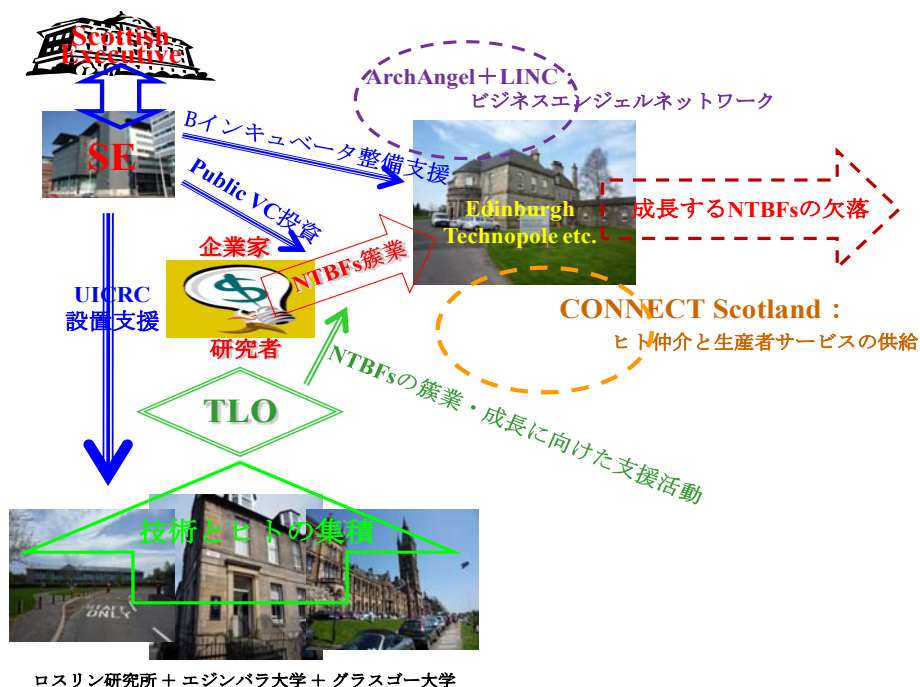 Scottish
Executive
ArchAngel＋LINC：
ビジネスエンジェルネットワーク
SE
Bインキュベータ整備支援
Public VC投資
Edinburgh
Technopole etc.
成長するNTBFsの欠落
企業家
NTBFs簇業
UICRC
設置支援
研究者
CONNECT Scotland：
ヒト仲介と生産者サービスの供給
NTBFsの簇業・成長に向けた支援活動
TLO
技術とヒトの集積
STAFF
ONLY
ロスリン研究所 + エジンバラ大学 + グラスゴー大学